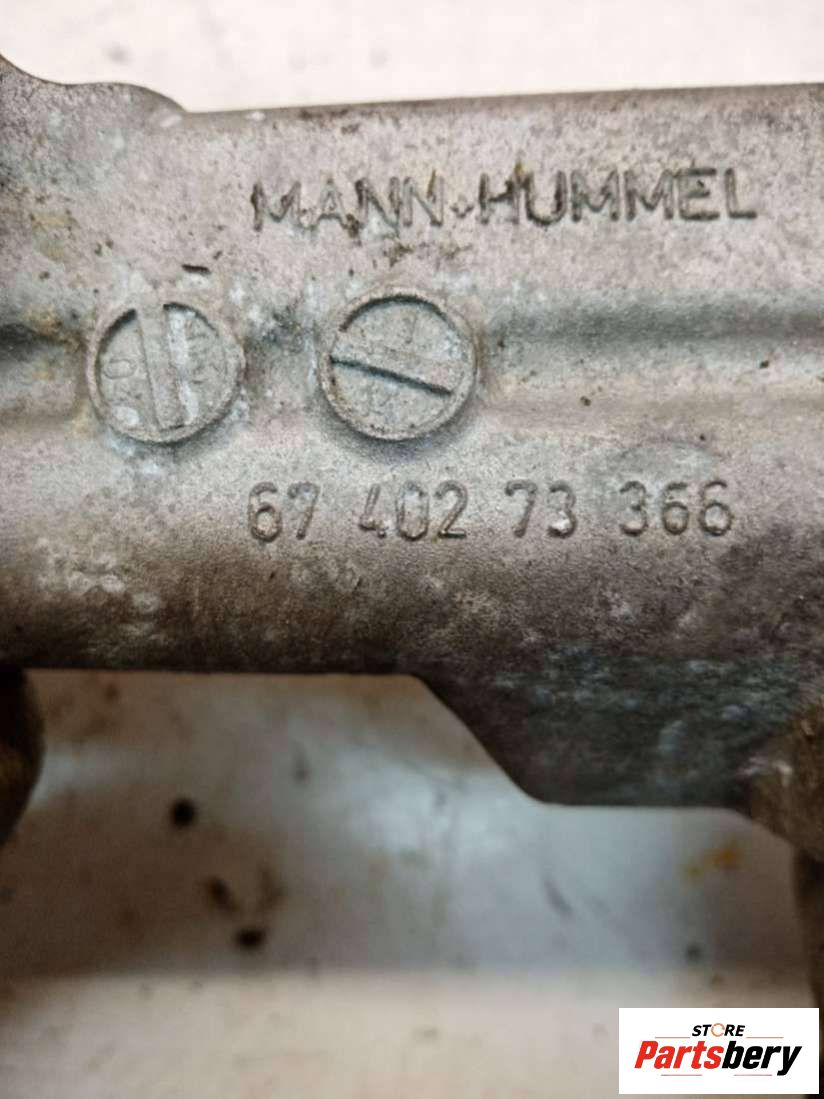 MANN+HUMMEL
67 402 73 366
STORE
Partsbery